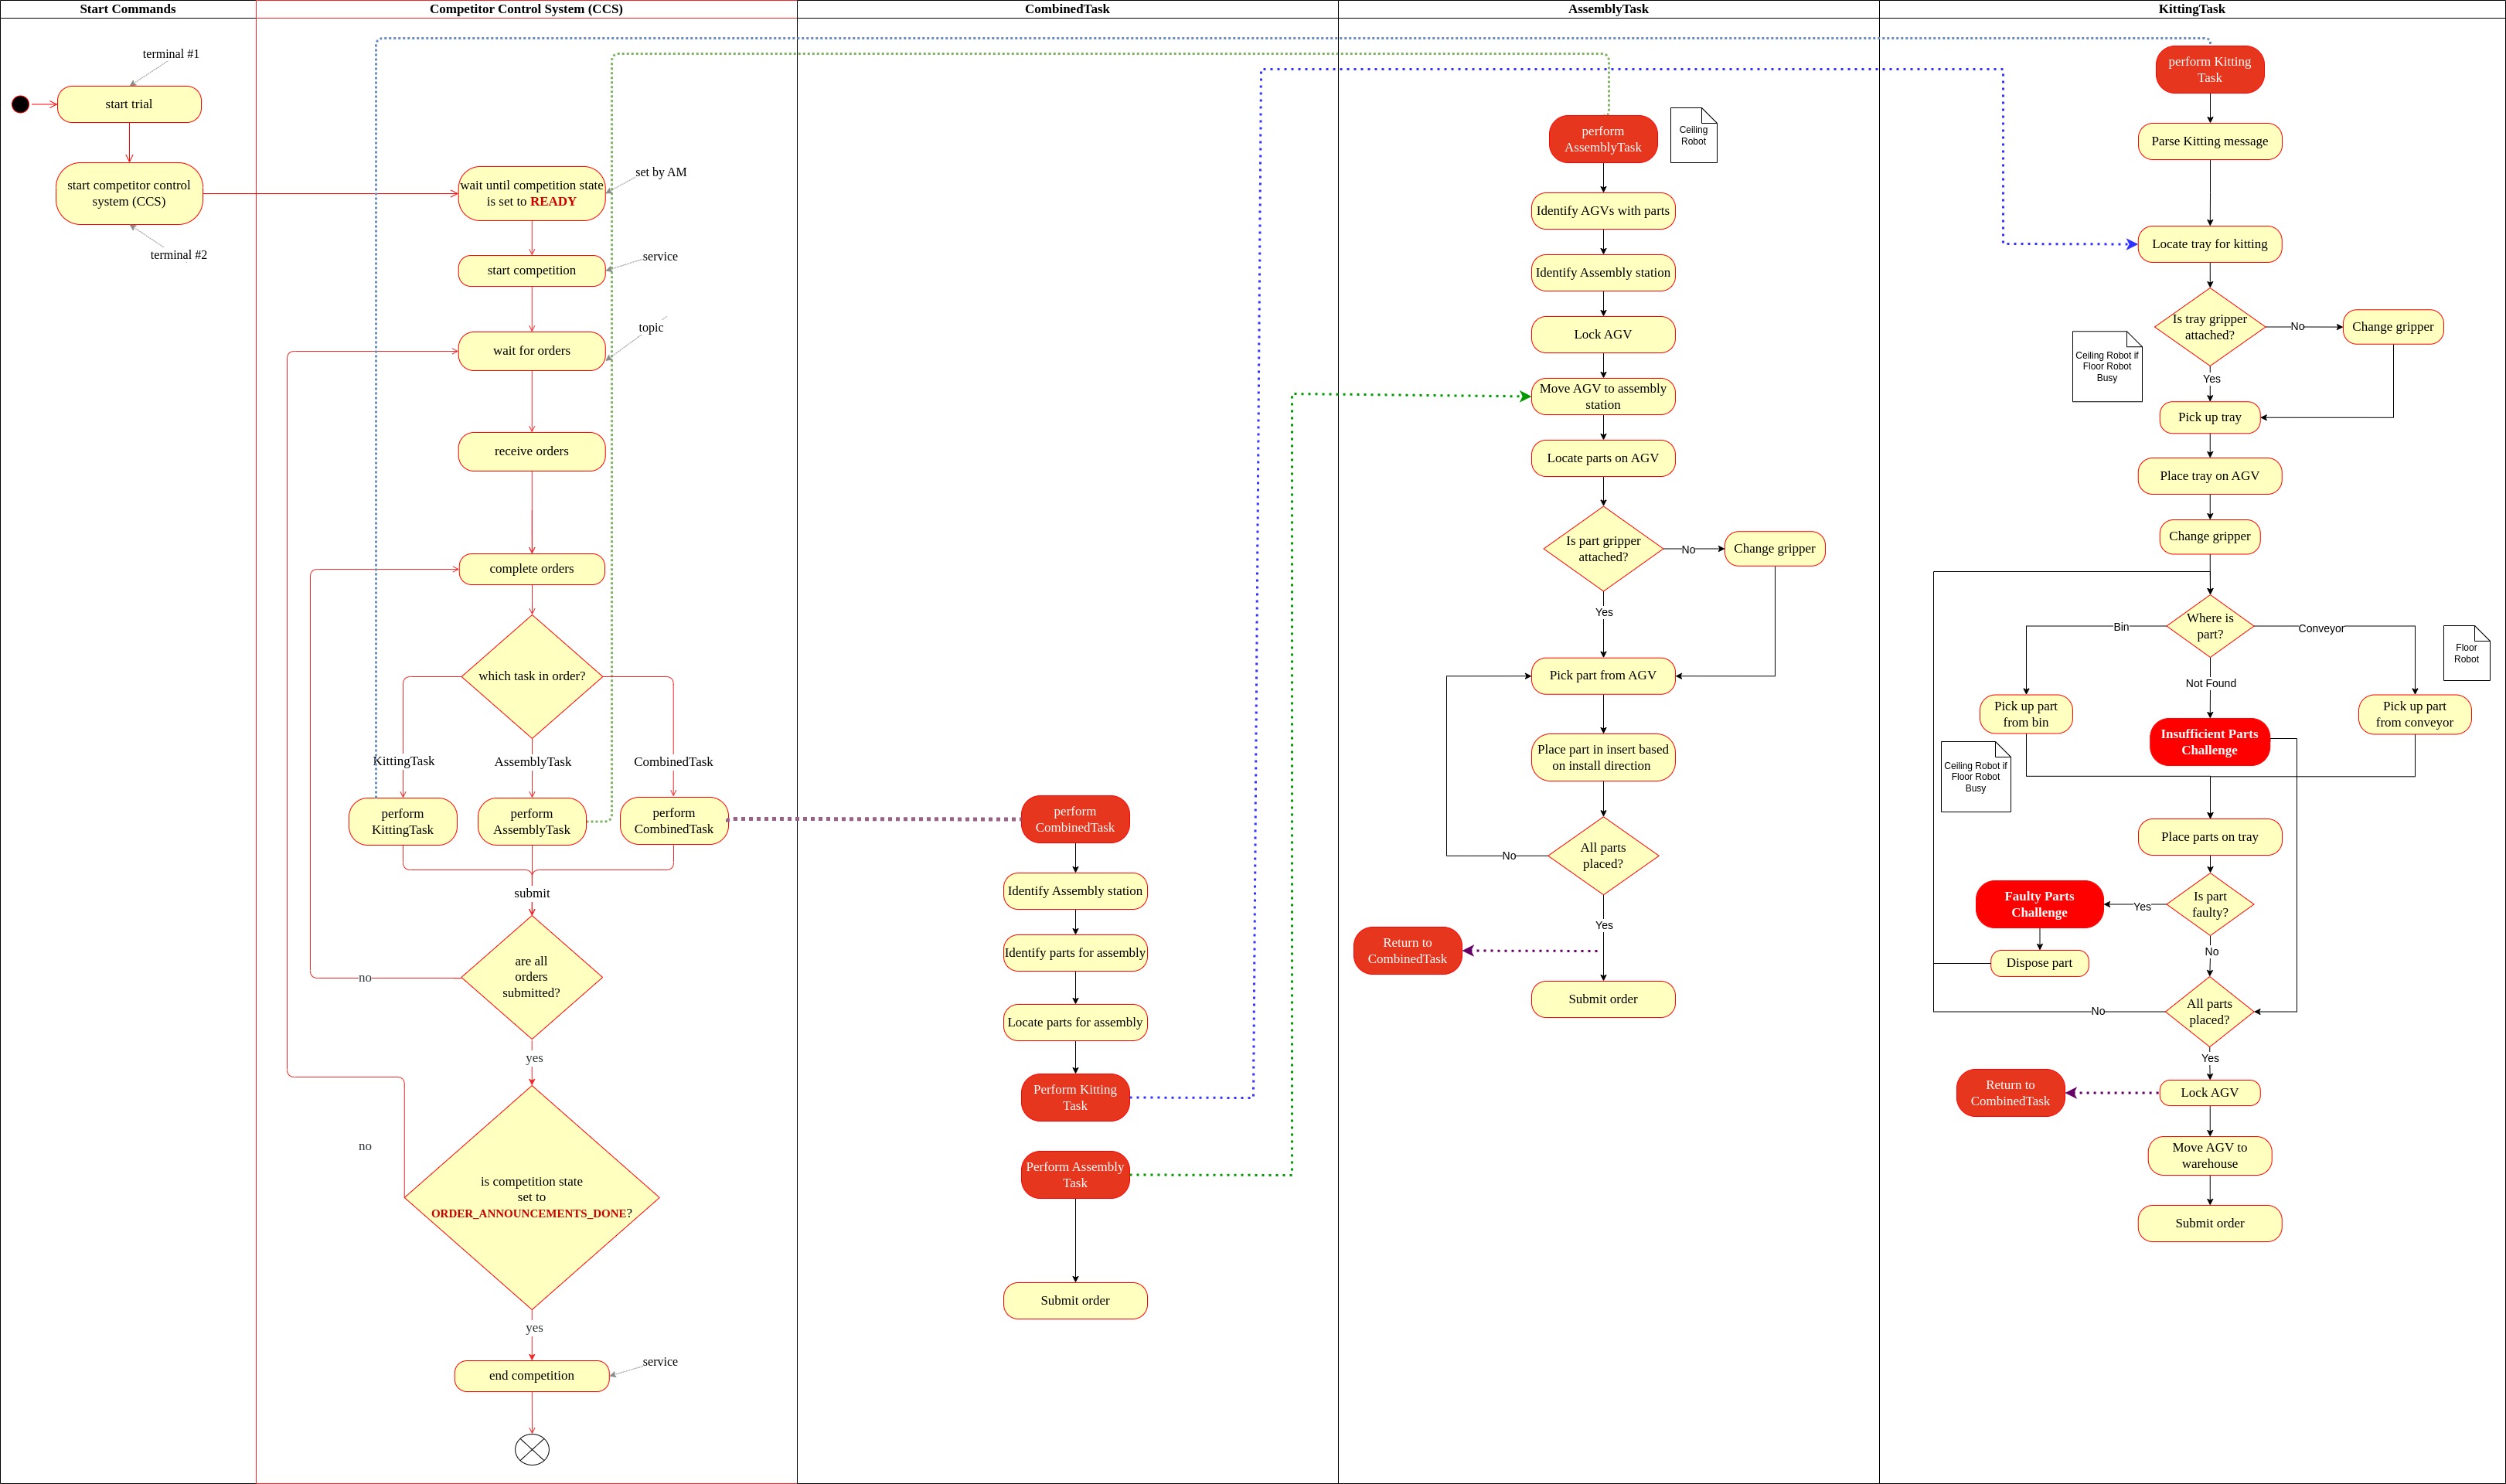 Start Commands
terminal #1
start trial
start competitor control
system (CCS)
terminal #2
Competitor Control System (CCS)
wait until competition state
is set to READY
set by AM
start competition
service
wait for orders
topic
receive orders
complete orders
which task in order?
KittingTask
AssemblyTask
CombinedTask
perform
KittingTask
perform
AssemblyTask
perform
CombinedTask
submit
are all
orders
submitted?
no
yes
no
is competition state
set to
ORDER_ANNOUNCEMENTS_DONE?
yes
end competition
service
CombinedTask
perform
CombinedTask
Identify Assembly station
Identify parts for assembly
Locate parts for assembly
Perform Kitting
Task
Perform Assembly
Task
Submit order
AssemblyTask
perform
AssemblyTask
Ceiling
Robot
Identify AGVs with parts
Identify Assembly station
Lock AGV
Move AGV to assembly
station
Locate parts on AGV
Is part gripper
attached?
No
Change gripper
Yes
Pick part from AGV
Place part in insert based
on install direction
All parts
placed?
No
Yes
Return to
CombinedTask
Submit order
KittingTask
perform Kitting
Task
Parse Kitting message
Locate tray for kitting
Is tray gripper
attached?
No
Change gripper
Ceiling Robot if
Floor Robot
Busy
Yes
Pick up tray
Place tray on AGV
Change gripper
Where is
part?
Bin
Conveyor
Floor
Robot
Not Found
Pick up part
from bin
Insufficient Parts
Challenge
Pick up part
from conveyor
Ceiling Robot if
Floor Robot
Busy
Place parts on tray
Is part
faulty?
Yes
Faulty Parts
Challenge
No
Dispose part
All parts
placed?
No
Yes
Return to
CombinedTask
Lock AGV
Move AGV to
warehouse
Submit order